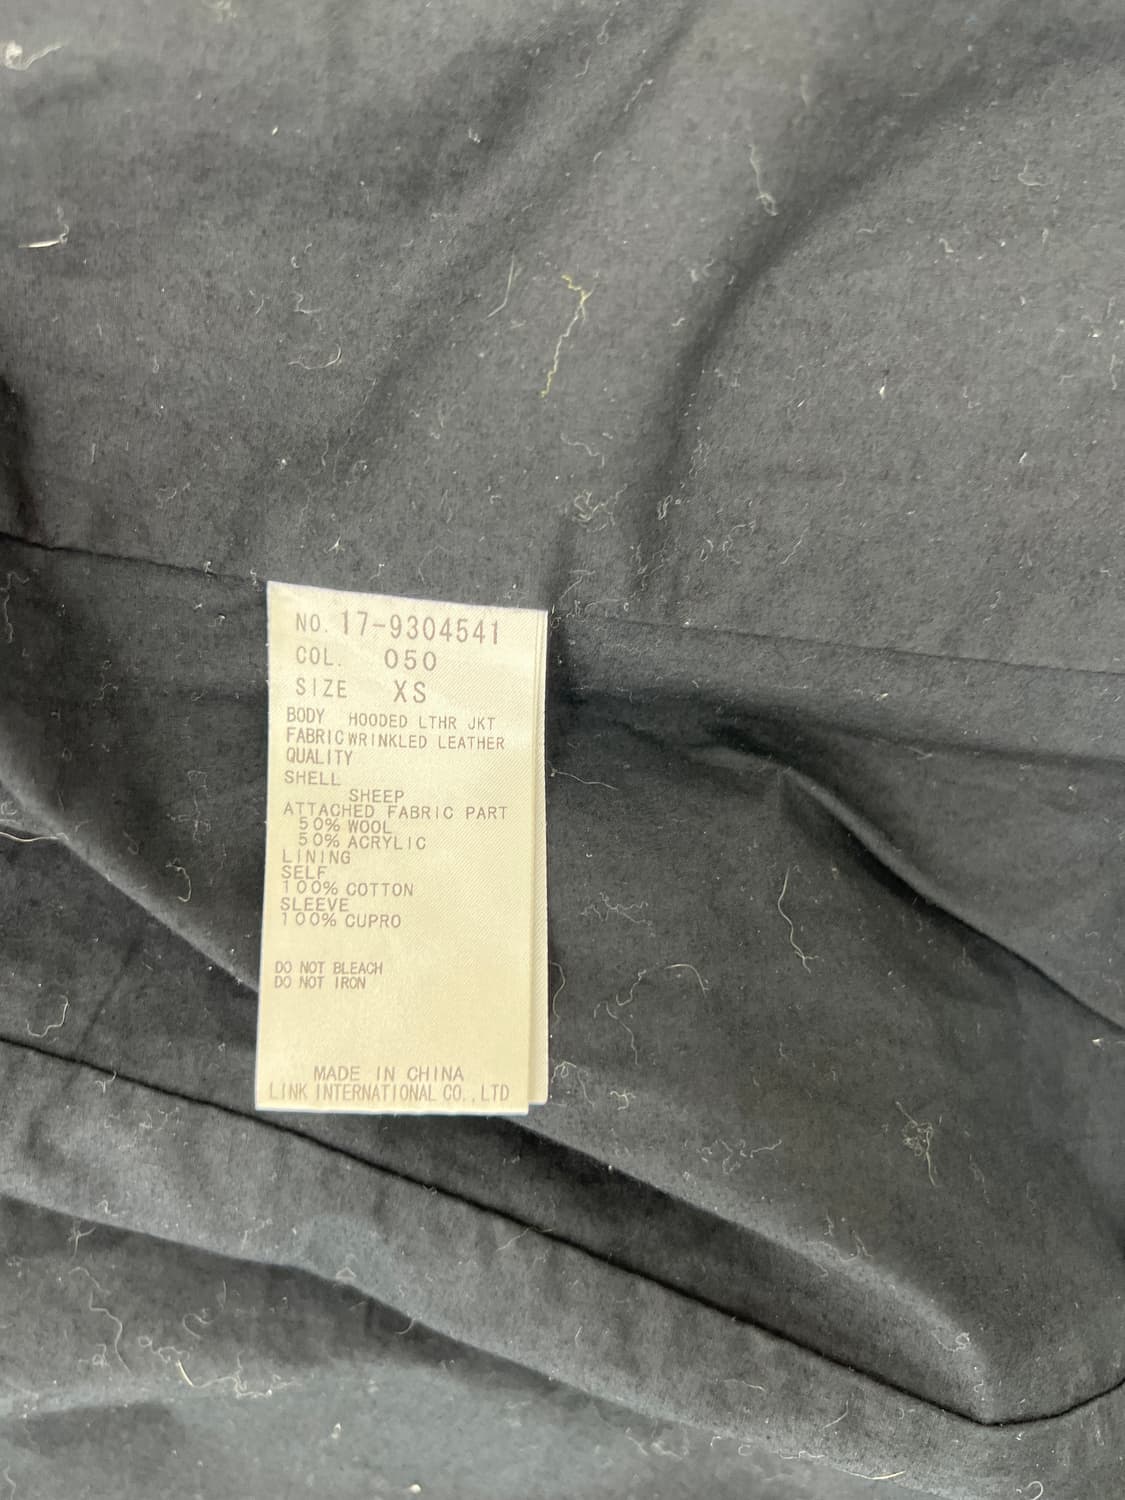 NO. 17-9304541
COL. 050
SIZE XS
BODY HOODED LTHR JKT
FABRIC WRINKLED LEATHER
QUALITY
SHELL
SHEEP
ATTACHED FABRIC PART
50% WOOL
50% ACRYLIC
LINING
SELF
100% COTTON
SLEEVE
100% CUPRO
DO NOT BLEACH
DO NOT IRON
MADE IN CHINA
LINK INTERNATIONAL CO., LTD